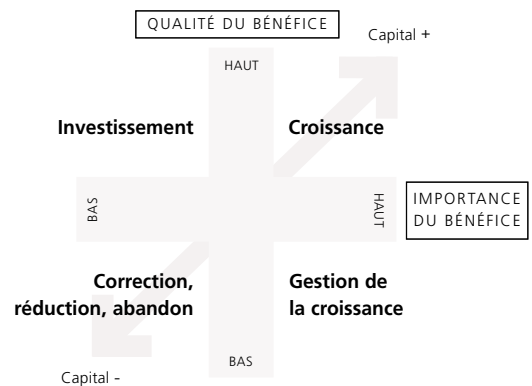 QUALITÉ DU BÉNÉFICE
Capital +
HAUT
Investissement
Croissance
BAS
HAUT
IMPORTANCE
DU BÉNÉFICE
Correction,
réduction, abandon
Gestion de
la croissance
BAS
Capital -